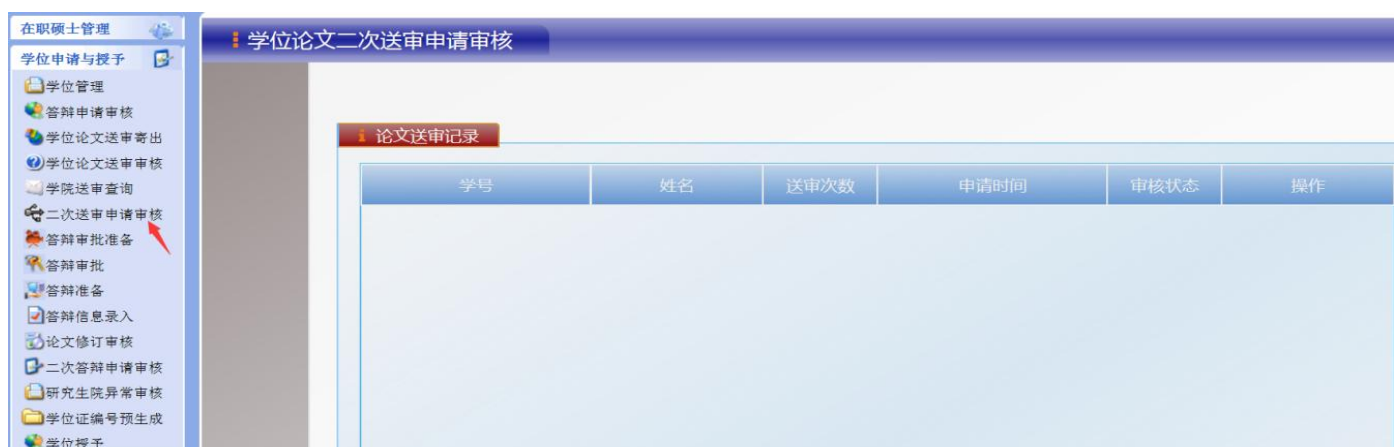 在职硕士管理
学位申请与授予
学位管理
答辩申请审核
学位论文送审寄出
学位论文送审审核
学院送审查询
二次送审申请审核
答辩审批准备
答辩审批
答辩准备
答辩信息录入
论文修订审核
二次答辩申请审核
研究生院异常审核
学位证编号预生成
学位授予
学位论文二次送审申请审核
论文送审记录
学号 姓名 送审次数 申请时间 审核状态 操作